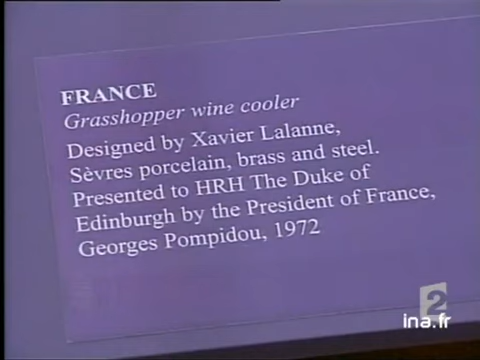 FRANCE
Grasshopper wine cooler
Designed by Xavier Lalanne,
Sèvres porcelain, brass and steel.
Presented to HRH The Duke of
Edinburgh by the President of France,
Georges Pompidou, 1972
2
ina.fr